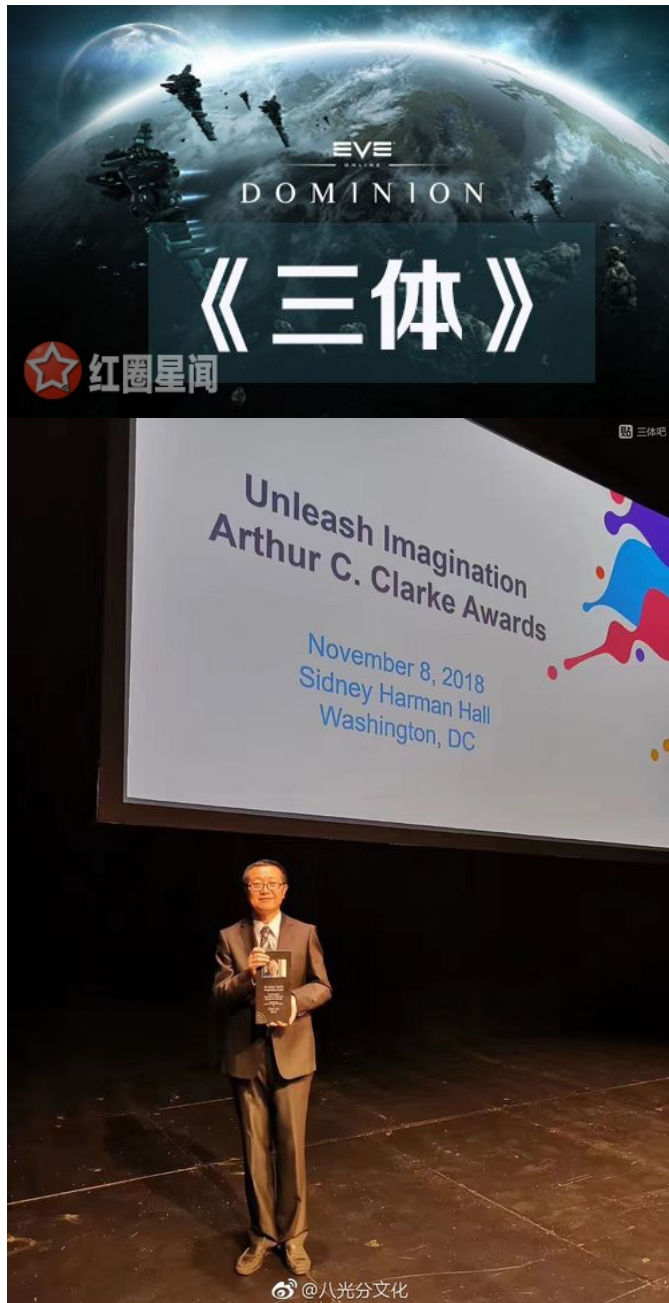 EVE
ONLINE
DOMINION
《三体》
红圈星闻
贴 三体吧
Unleash Imagination
Arthur C. Clarke Awards
November 8, 2018
Sidney Harman Hall
Washington, DC
@八光分文化